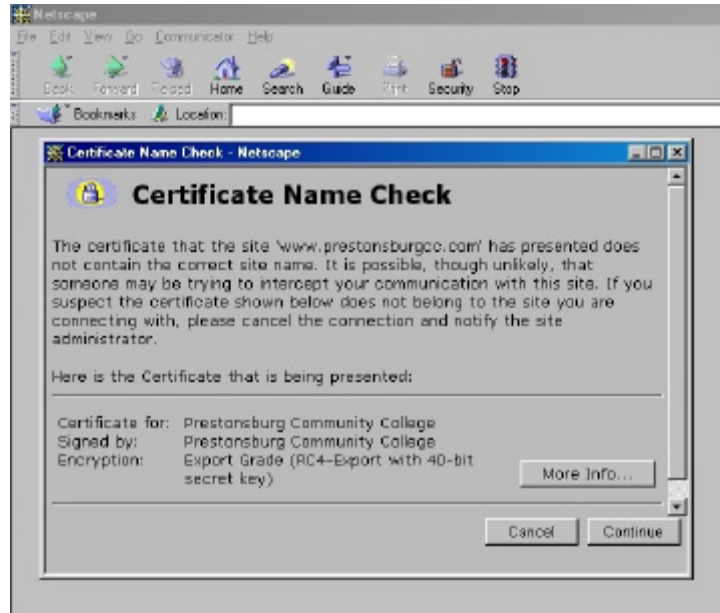 Netscape
File Edit View Go Communicator Help
Back Forward Reload Home Search Guide Print Security Stop
Bookmarks Location:
Certificate Name Check - Netscape
Certificate Name Check
The certificate that the site 'www.prestonsburgcc.com' has presented does
not contain the correct site name. It is possible, though unlikely, that
someone may be trying to intercept your communication with this site. If you
suspect the certificate shown below does not belong to the site you are
connecting with, please cancel the connection and notify the site
administrator.
Here is the Certificate that is being presented:
Certificate for: Prestonsburg Community College
Signed by: Prestonsburg Community College
Encryption: Export Grade (RC4-Export with 40-bit
secret key)
More Info...
Cancel Continue